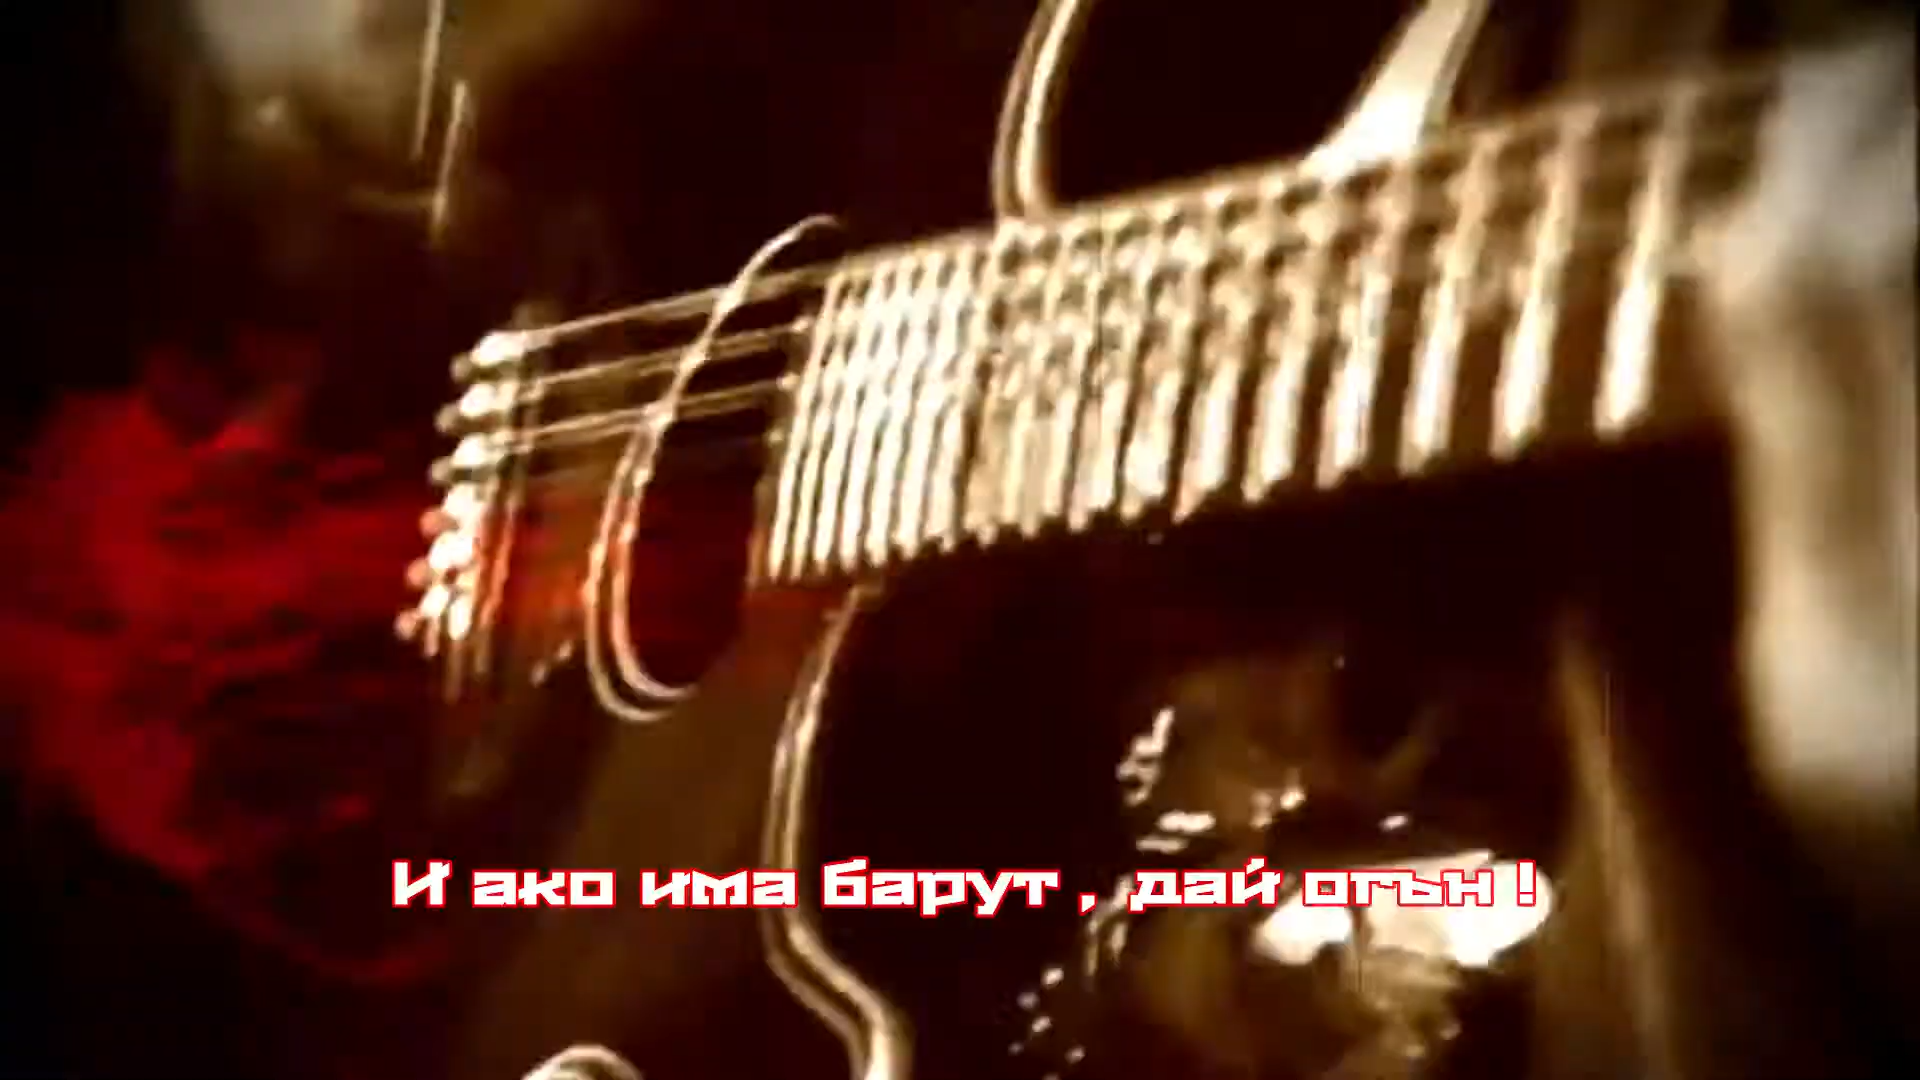 И ако има барут , дай огън !